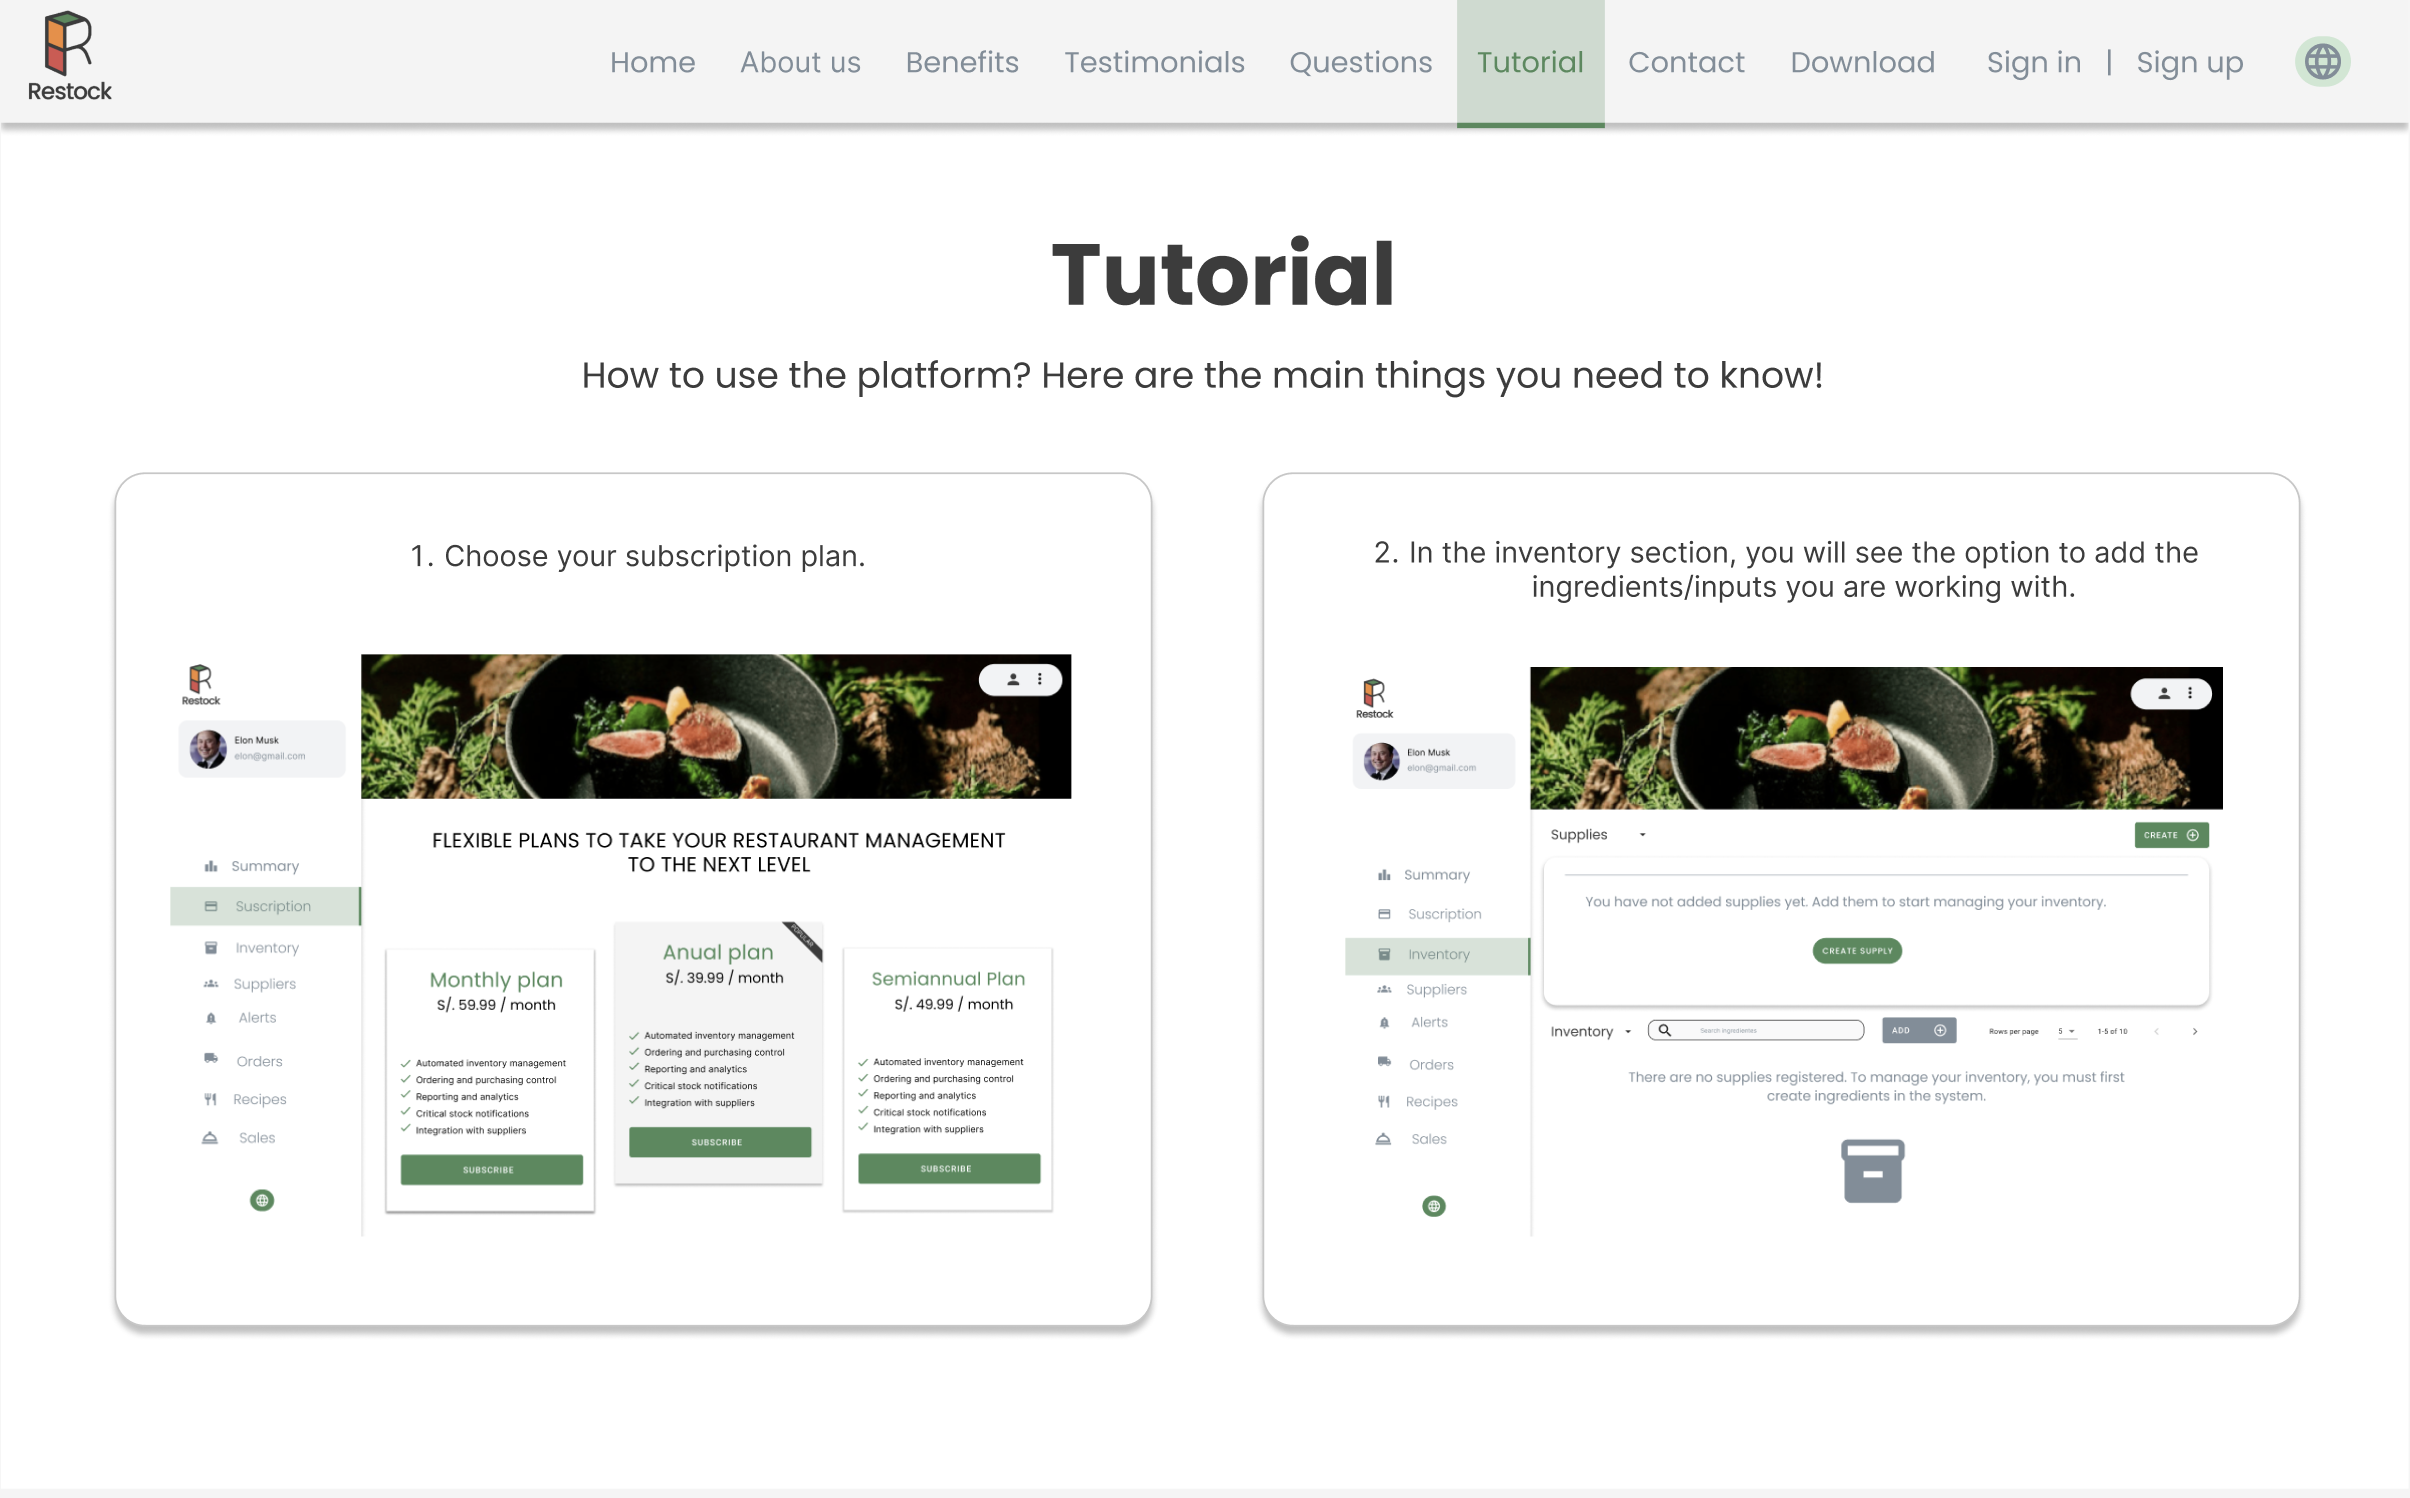 Restock
Home
About us
Benefits
Testimonials
Questions
Tutorial
Contact
Download
Sign in | Sign up
Tutorial
How to use the platform? Here are the main things you need to know!
1. Choose your subscription plan.
Restock
Elon Musk
elon@gmail.com
Summary
Suscription
Inventory
Suppliers
Alerts
Orders
Recipes
Sales
FLEXIBLE PLANS TO TAKE YOUR RESTAURANT MANAGEMENT
TO THE NEXT LEVEL
Monthly plan
S/. 59.99 / month
Automated inventory management
Ordering and purchasing control
Reporting and analytics
Critical stock notifications
Integration with suppliers
SUBSCRIBE
POPULAR
Anual plan
S/. 39.99 / month
Automated inventory management
Ordering and purchasing control
Reporting and analytics
Critical stock notifications
Integration with suppliers
SUBSCRIBE
Semiannual Plan
S/. 49.99 / month
Automated inventory management
Ordering and purchasing control
Reporting and analytics
Critical stock notifications
Integration with suppliers
SUBSCRIBE
2. In the inventory section, you will see the option to add the
ingredients/inputs you are working with.
Restock
Elon Musk
elon@gmail.com
Summary
Suscription
Inventory
Suppliers
Alerts
Orders
Recipes
Sales
Supplies
CREATE
You have not added supplies yet. Add them to start managing your inventory.
CREATE SUPPLY
Inventory
Search ingredientes
ADD
Rows per page
5
1-5 of 10
There are no supplies registered. To manage your inventory, you must first
create ingredients in the system.